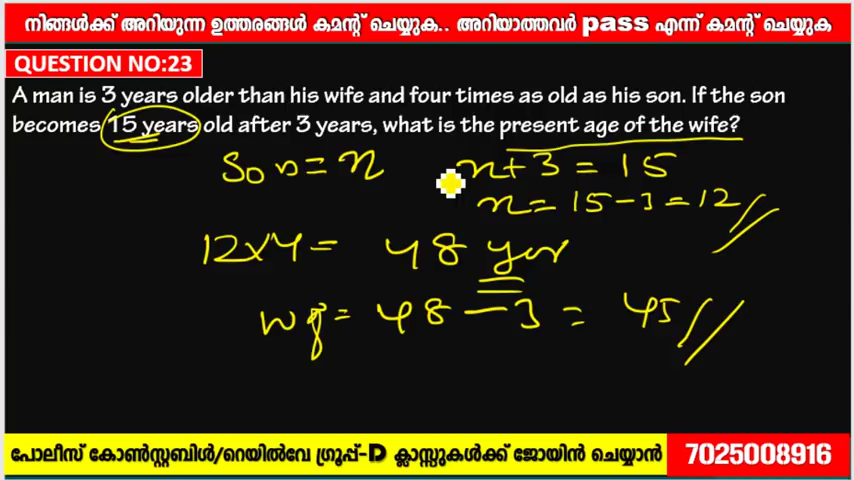 നിങ്ങൾക്ക് അറിയുന്ന ഉത്തരങ്ങൾ കമന്റ് ചെയ്യുക.. അറിയാത്തവർ pass എന്ന് കമന്റ് ചെയ്യുക
QUESTION NO:23
A man is 3 years older than his wife and four times as old as his son. If the son
becomes 15 years old after 3 years, what is the present age of the wife?
Son = x x+3 = 15
x = 15-3 = 12
12x4 = 48 year
wf = 48 - 3 = 45
പോലീസ് കോൺസ്റ്റബിൾ/റെയിൽവേ ഗ്രൂപ്പ്-D ക്ലാസ്സുകൾക്ക് ജോയിൻ ചെയ്യാൻ 7025008916